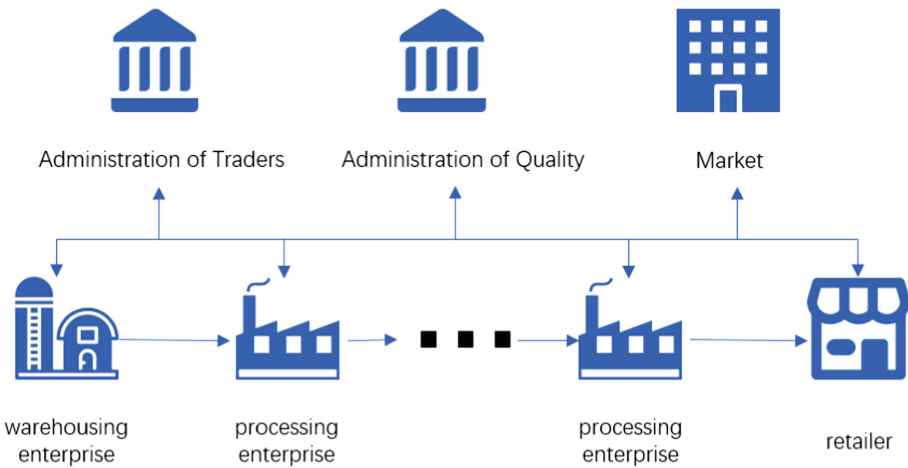 Administration of Traders
Administration of Quality
Market
warehousing
enterprise
processing
enterprise
processing
enterprise
retailer